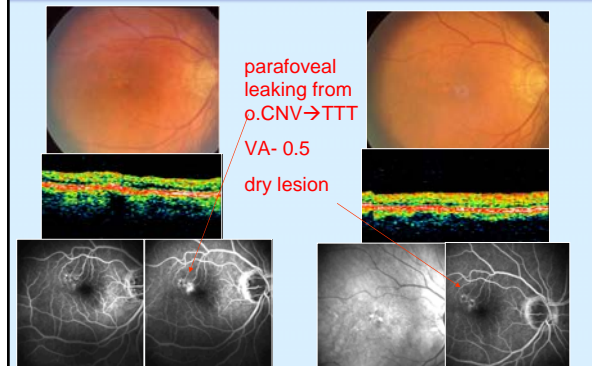 parafoveal
leaking from
o.CNV→TTT
VA- 0.5
dry lesion